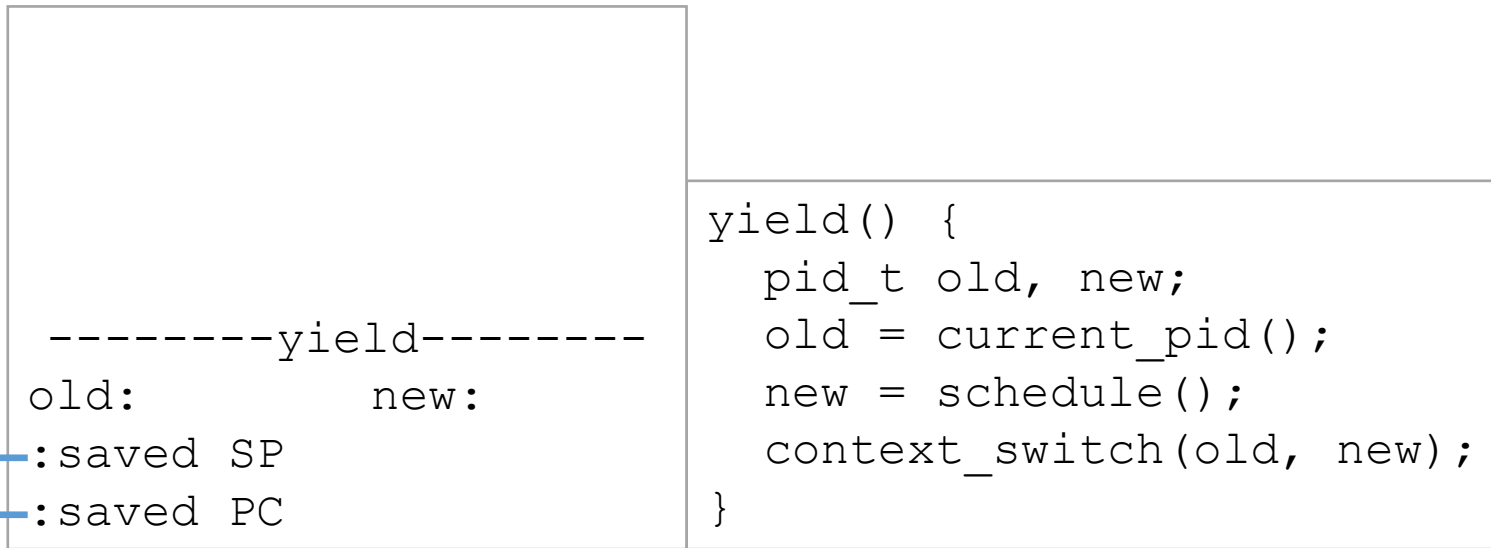 --------yield--------
old:        new:
:saved SP
:saved PC
yield() {
  pid_t old, new;
  old = current_pid();
  new = schedule();
  context_switch(old, new);
}